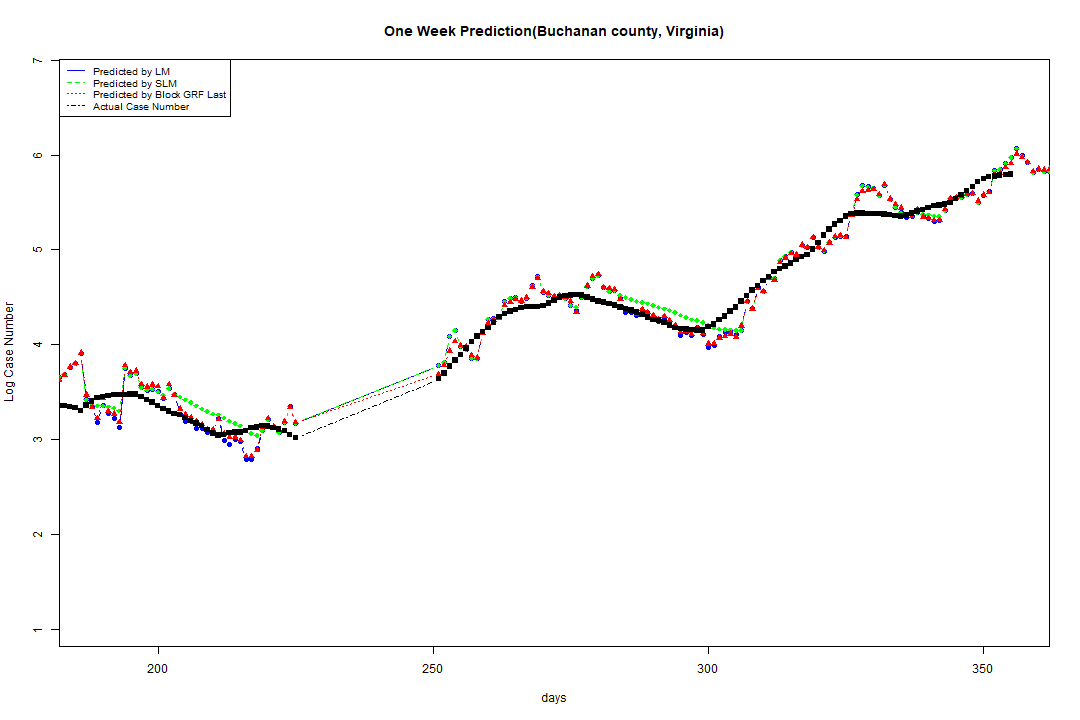 One Week Prediction(Buchanan county, Virginia)
Predicted by LM
Predicted by SLM
Predicted by Block GRF Last
Actual Case Number
7
6
5
4
3
2
1
Log Case Number
200 250 300 350
days